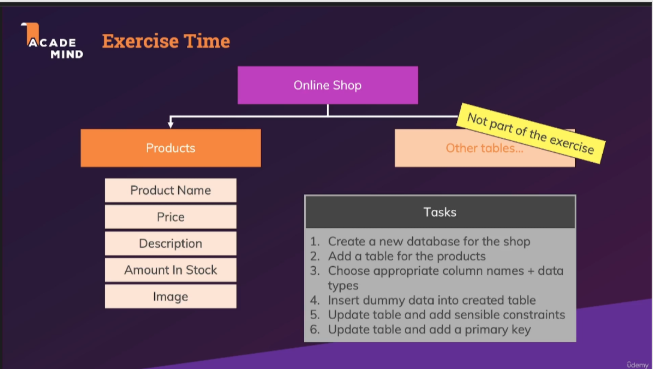 ACADE
MIND
Exercise Time
Online Shop
Not part of the exercise
Products
Other tables...
Product Name
Price
Description
Amount In Stock
Image
Tasks
1. Create a new database for the shop
2. Add a table for the products
3. Choose appropriate column names + data
types
4. Insert dummy data into created table
5. Update table and add sensible constraints
6. Update table and add a primary key
ûdemy